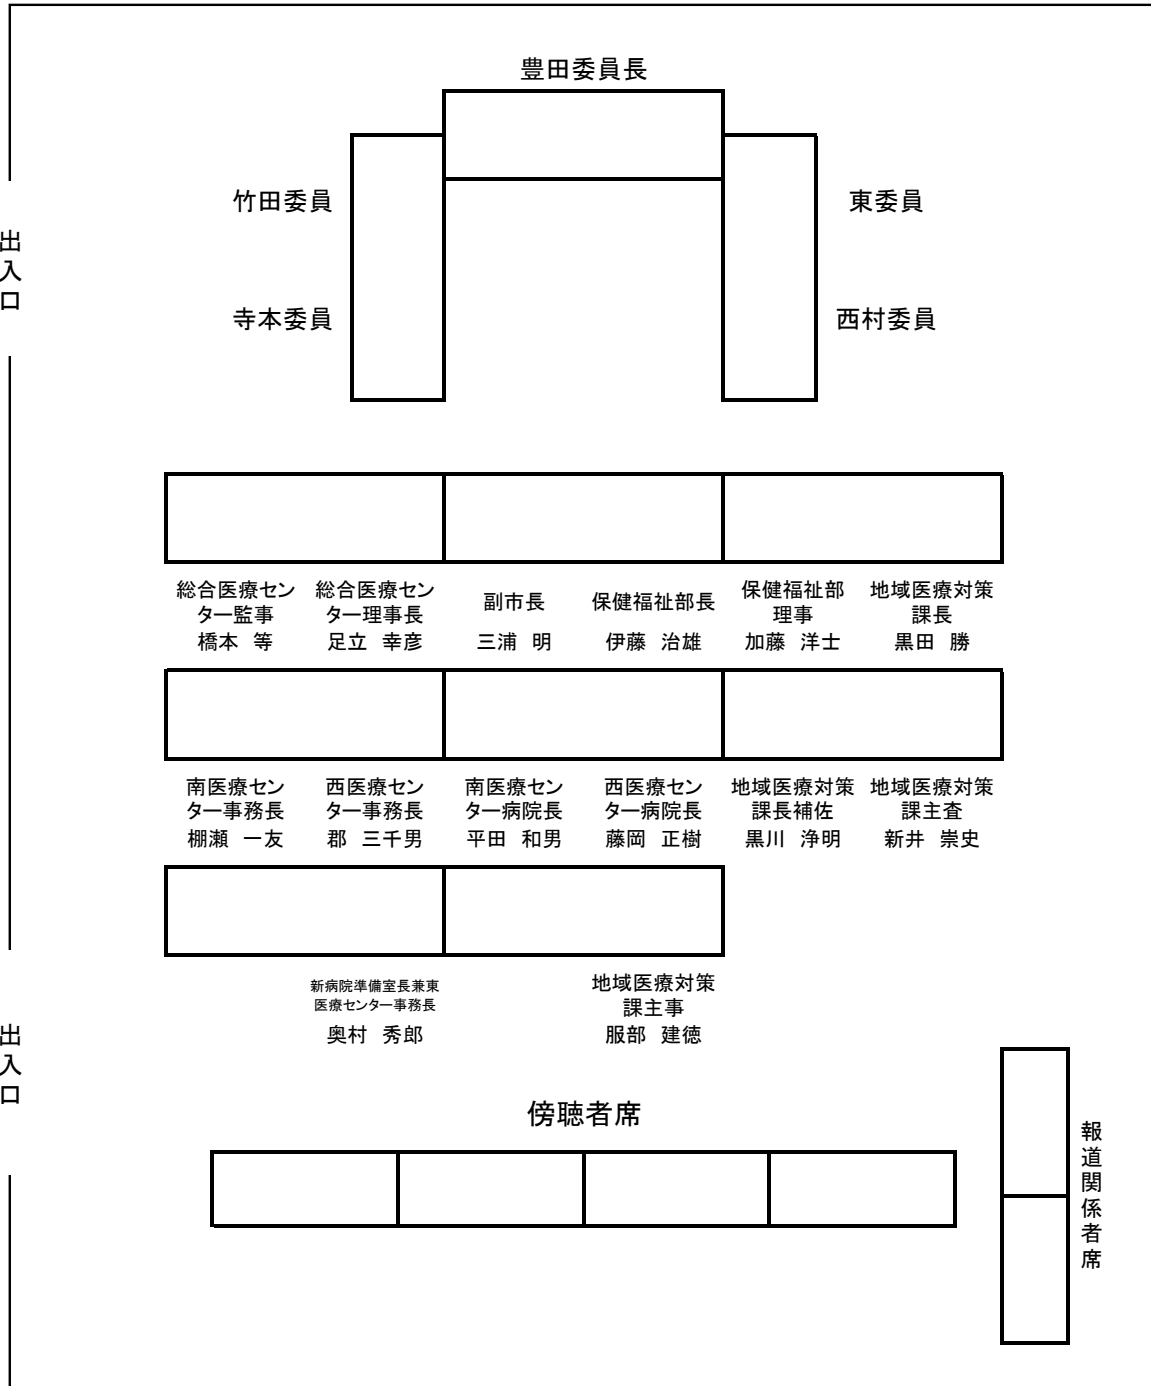 豊田委員長
竹田委員
東委員
出入口
寺本委員
西村委員
総合医療セン
ター監事
橋本 等
総合医療セン
ター理事長
足立 幸彦
副市長
三浦 明
保健福祉部長
伊藤 治雄
保健福祉部
理事
加藤 洋士
地域医療対策
課長
黒田 勝
南医療セン
ター事務長
棚瀬 一友
西医療セン
ター事務長
郡 三千男
南医療セン
ター病院長
平田 和男
西医療セン
ター病院長
藤岡 正樹
地域医療対策
課長補佐
黒川 浄明
地域医療対策
課主査
新井 崇史
新病院準備室長兼東
医療センター事務長
奥村 秀郎
地域医療対策
課主事
服部 建徳
出入口
傍聴者席
報道関係者席